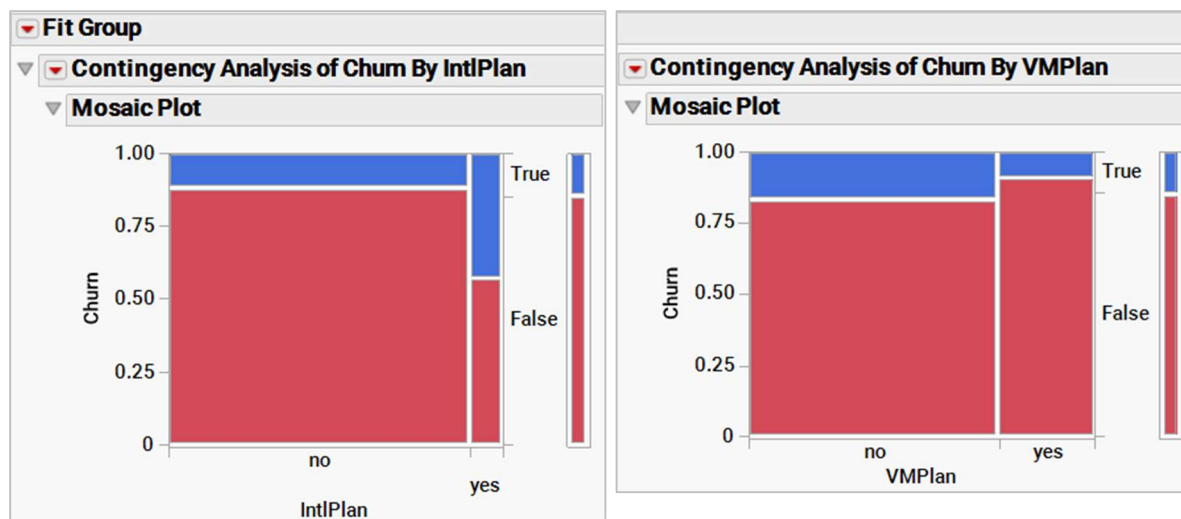 Fit Group
Contingency Analysis of Churn By IntlPlan
Mosaic Plot
1.00
0.75
0.50
0.25
0
Churn
True
False
no
yes
IntlPlan
Contingency Analysis of Churn By VMPlan
Mosaic Plot
1.00
0.75
0.50
0.25
0
Churn
True
False
no
yes
VMPlan